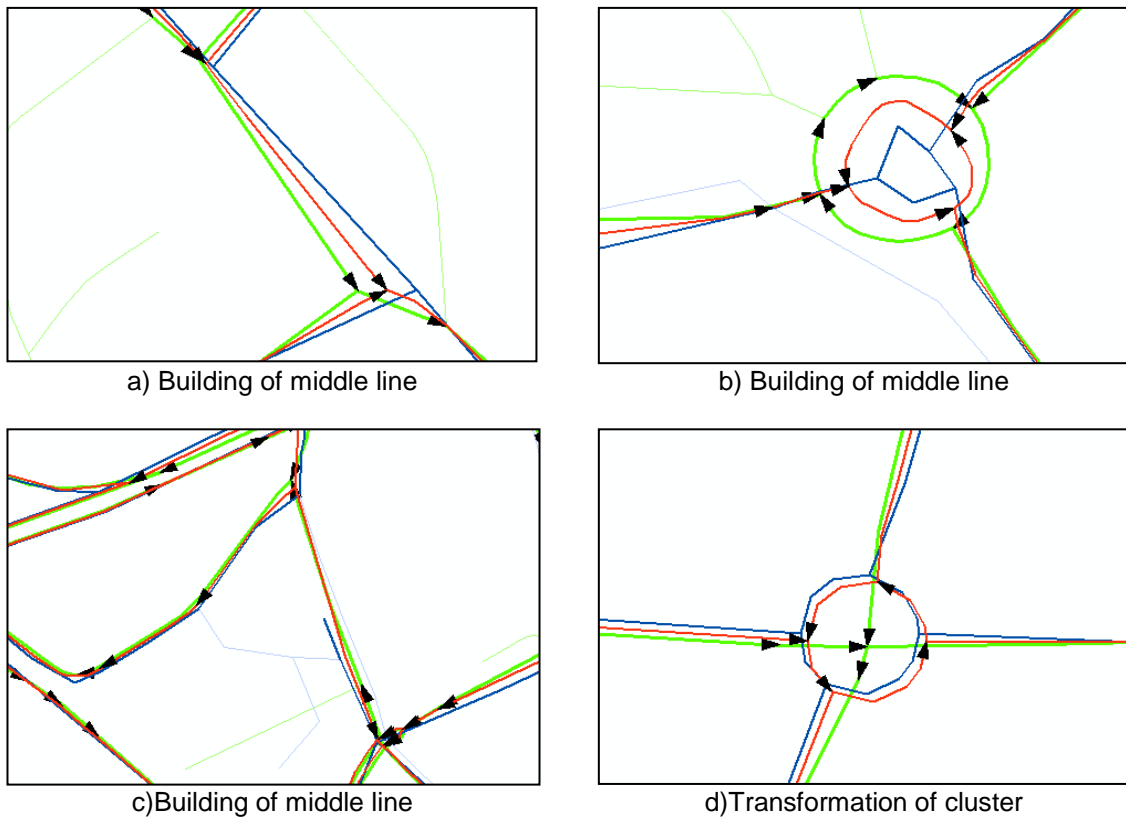 a) Building of middle line
b) Building of middle line
c)Building of middle line
d)Transformation of cluster